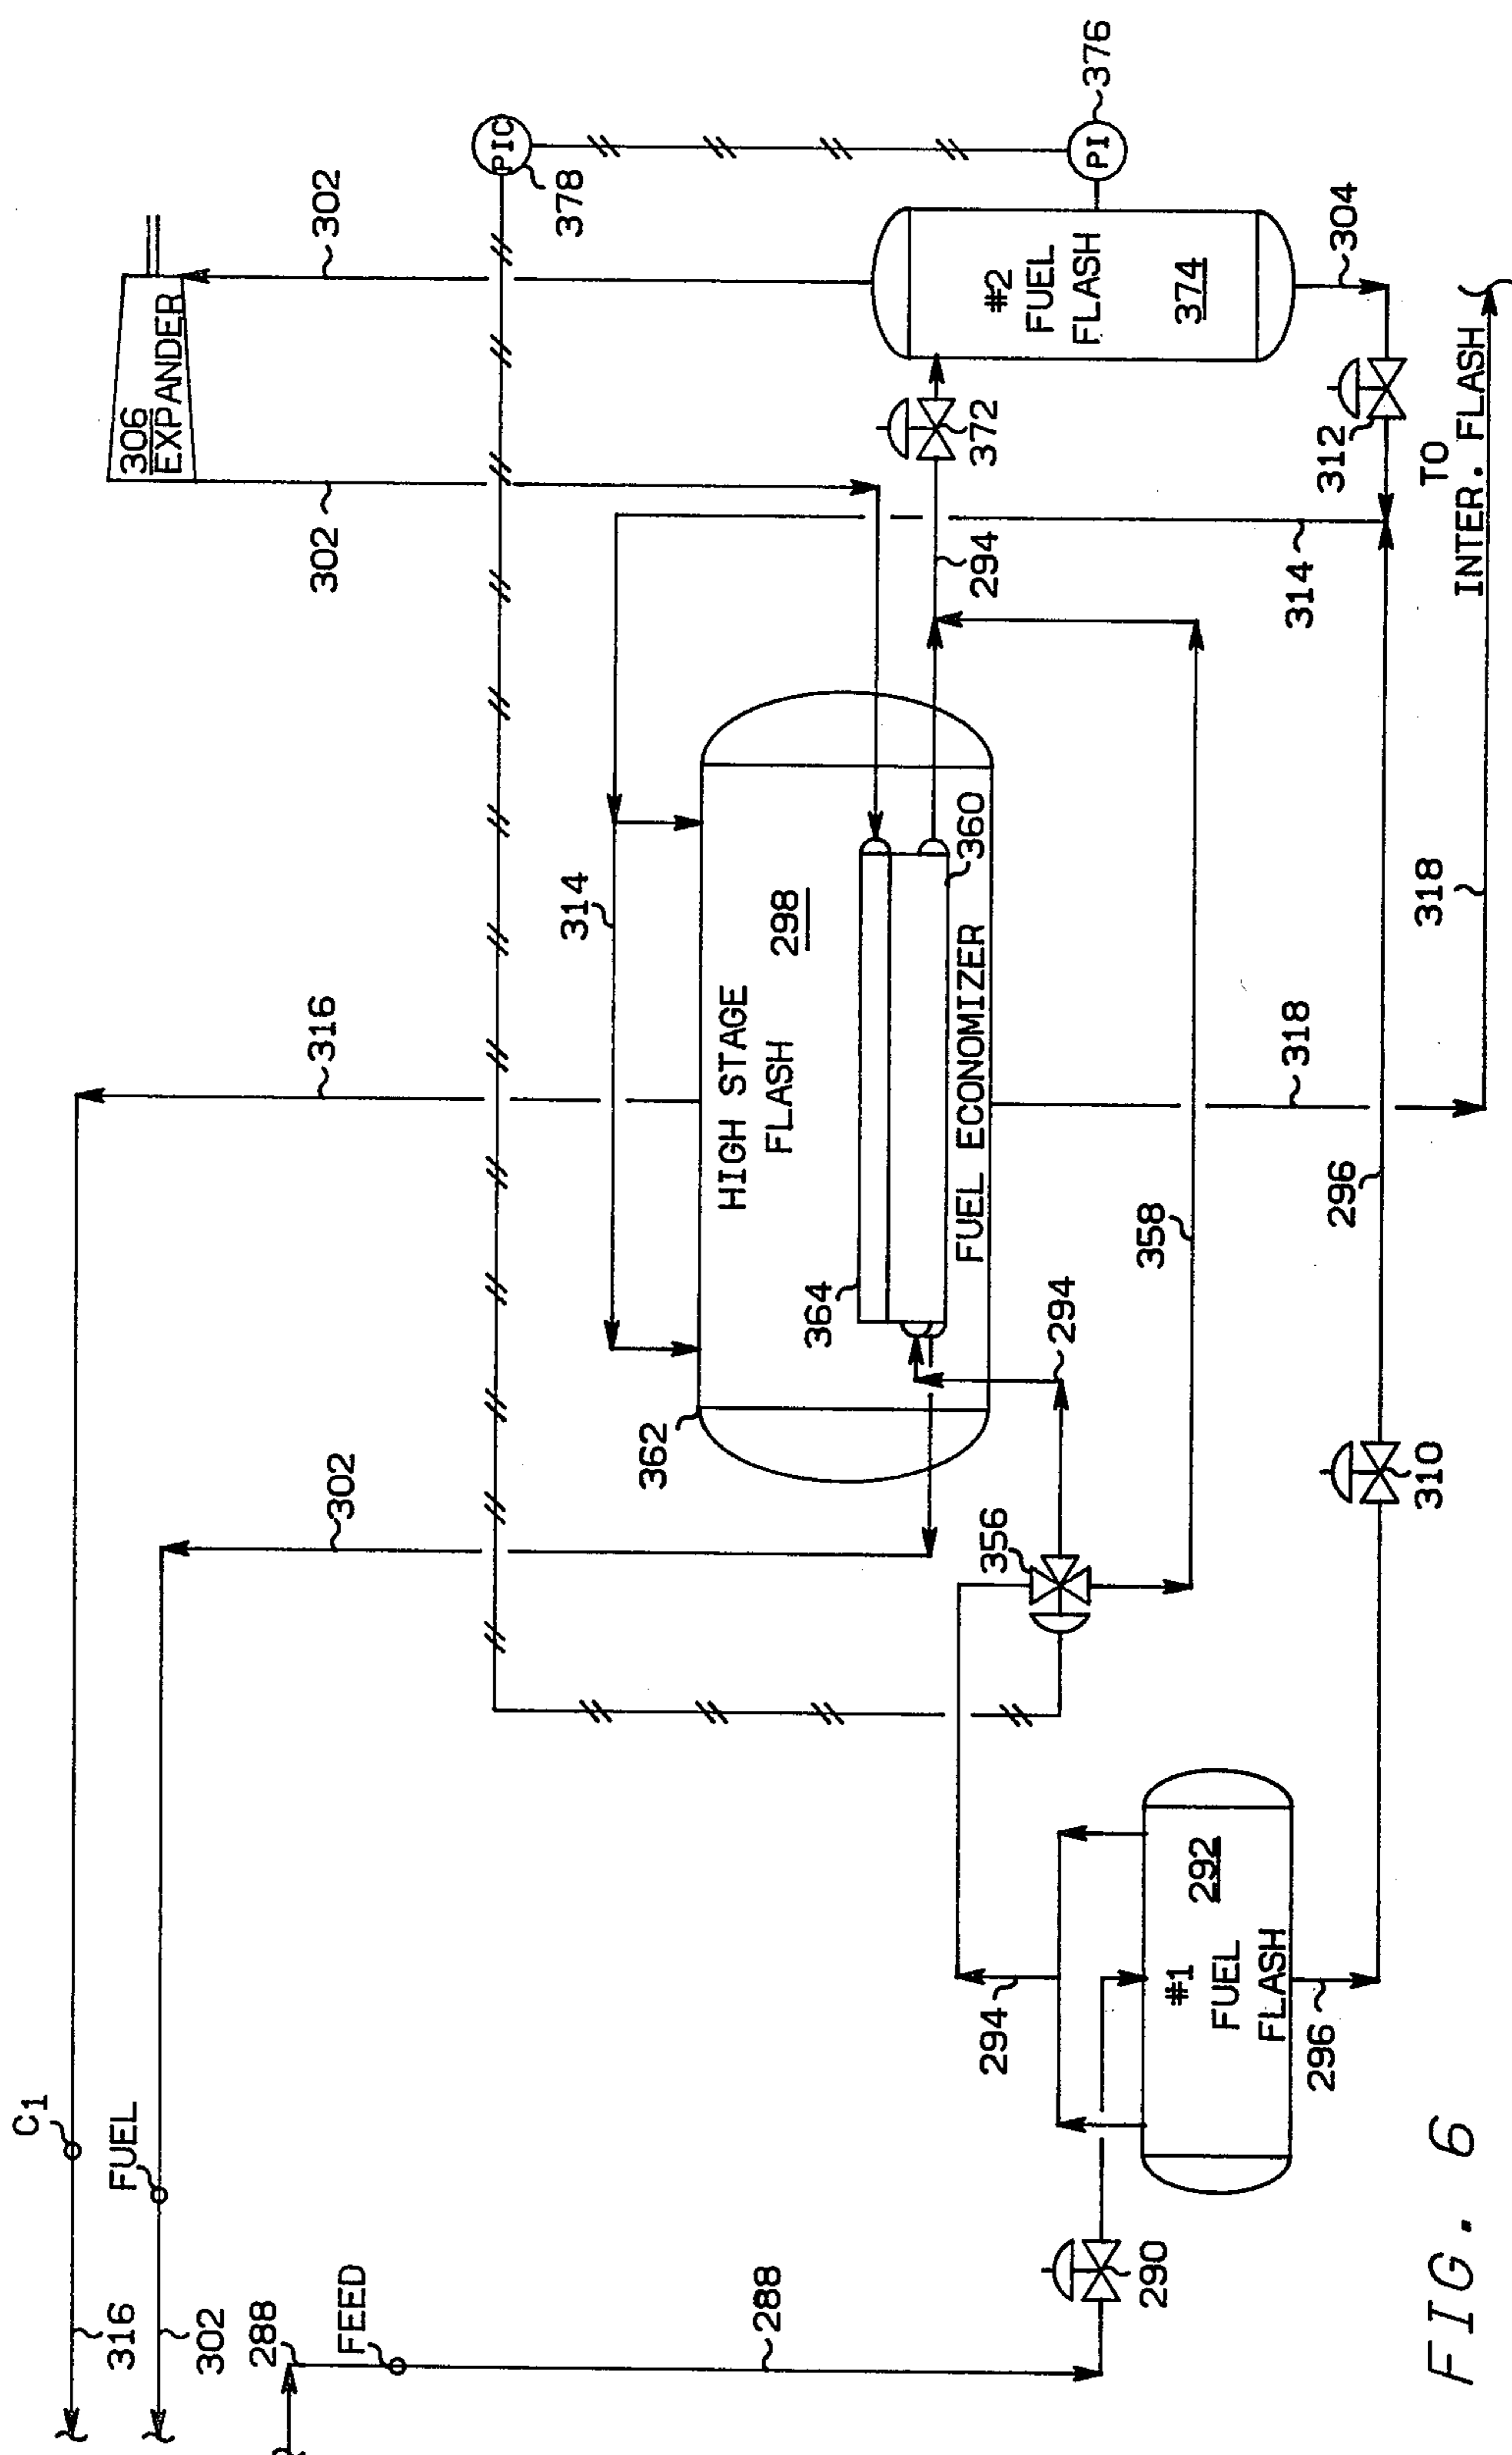 C1
316
302
316
FUEL
302
288
FEED
288
290
#1
FUEL
FLASH
292
294
296
302
356
294
358
310
296
362
364
HIGH STAGE
FLASH
298
FUEL ECONOMIZER
360
314
318
318
TO
INTER. FLASH
314
294
302
306
EXPANDER
302
PIC
378
372
#2
FUEL
FLASH
374
PI
376
304
312
FIG. 6